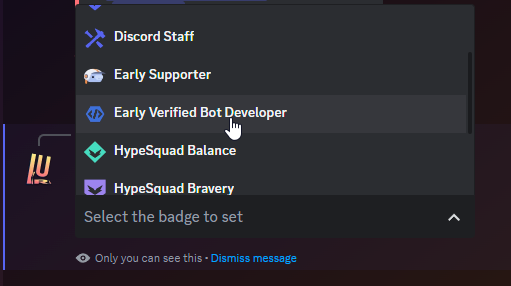 Discord Staff
Early Supporter
Early Verified Bot Developer
HypeSquad Balance
HypeSquad Bravery
Select the badge to set
Only you can see this • Dismiss message